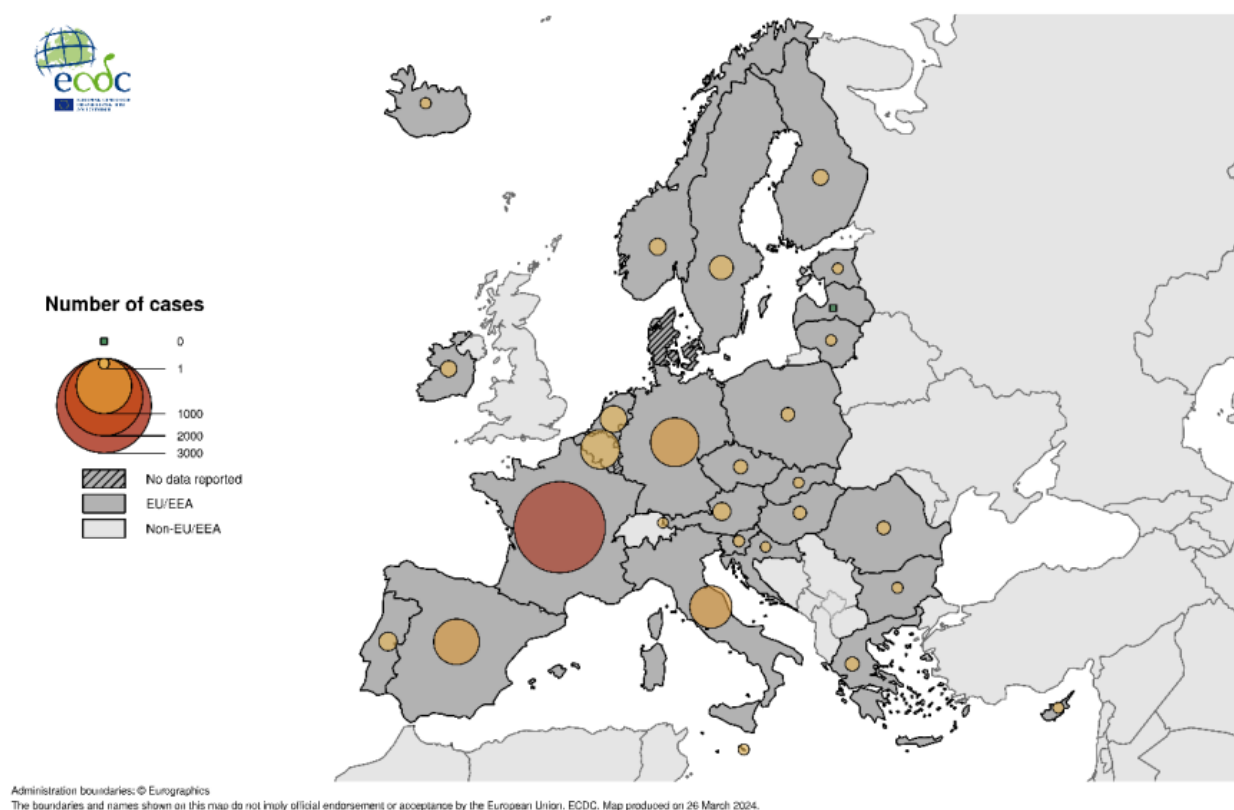 ecdc
Number of cases
0
1
1000
2000
3000
No data reported
EU/EEA
Non-EU/EEA
Administration boundaries: © Eurographics
The boundaries and names shown on this map do not imply official endorsement or acceptance by the European Union. ECDC. Map produced on 26 March 2024.